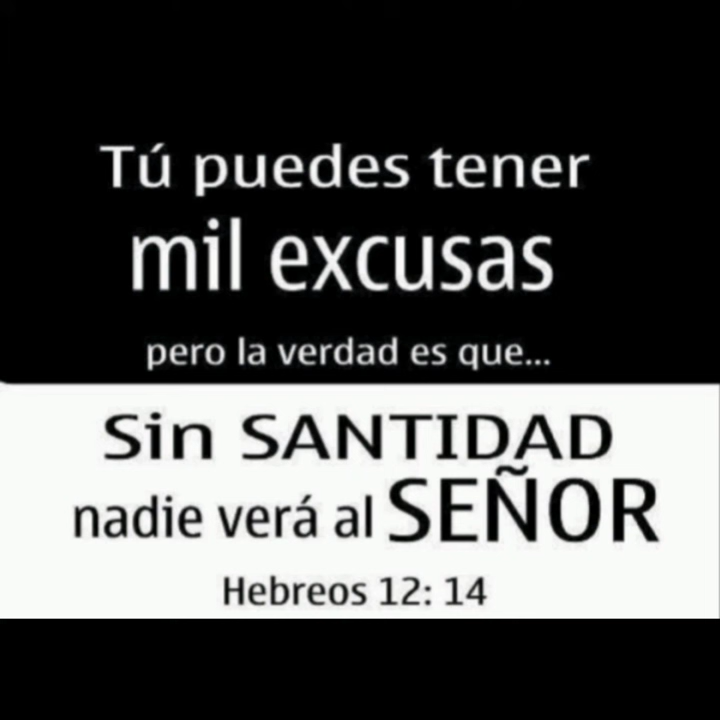 Tú puedes tener
mil excusas
pero la verdad es que...
Sin SANTIDAD
nadie verá al SEÑOR
Hebreos 12: 14